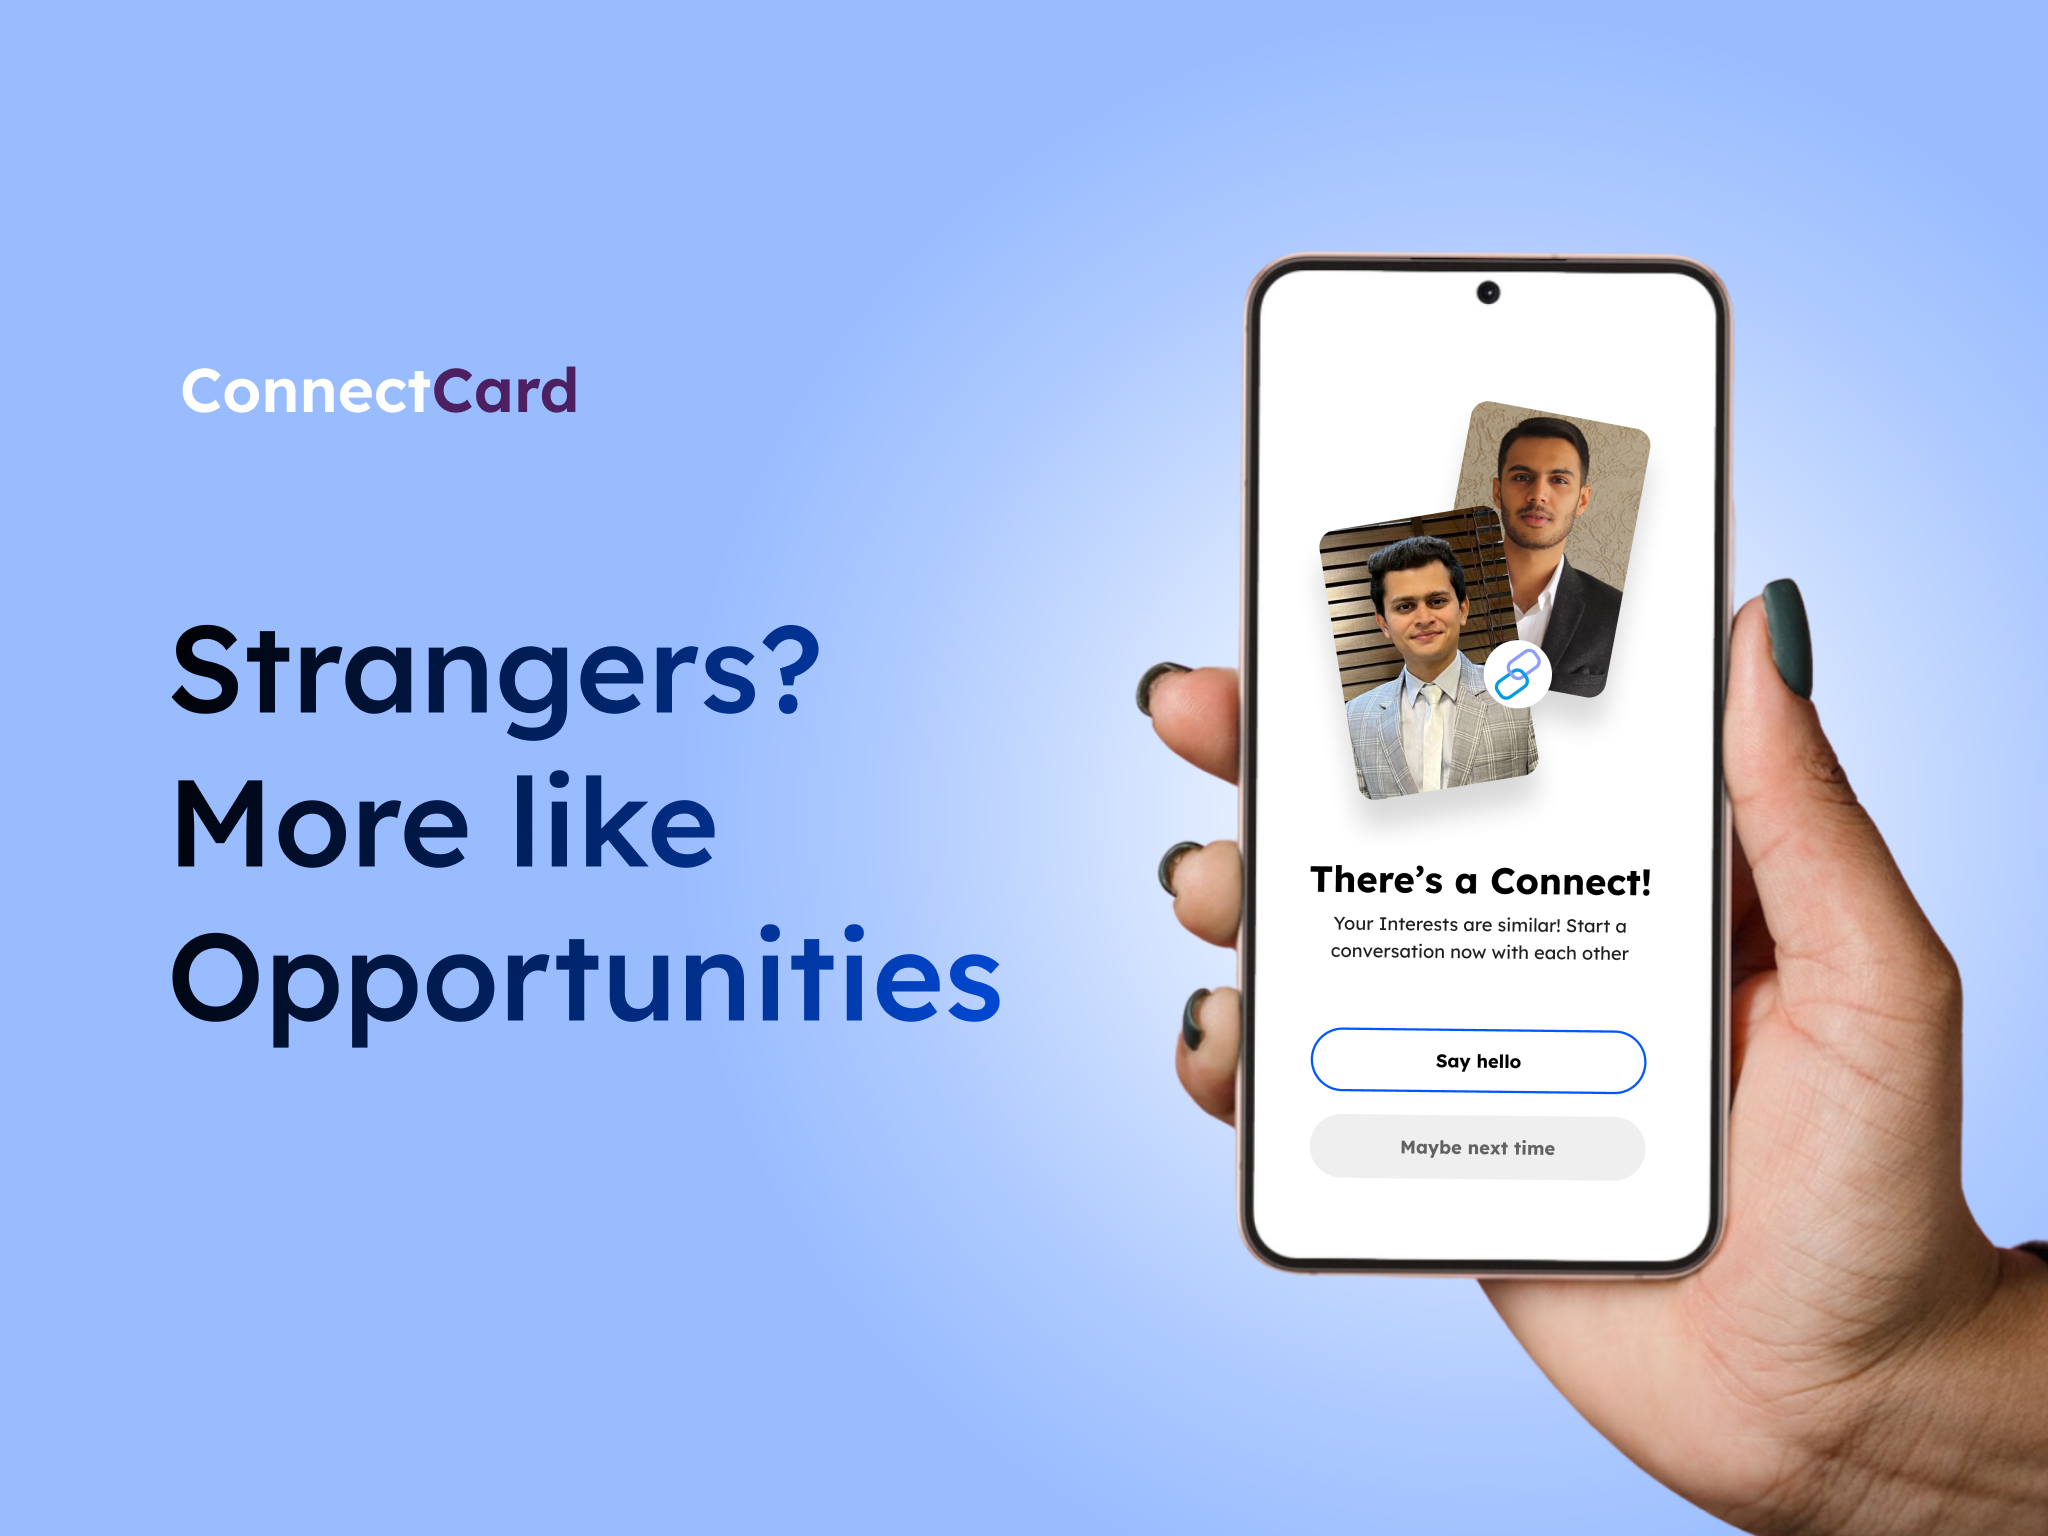 ConnectCard
Strangers?
More like
Opportunities
There’s a Connect!
Your Interests are similar! Start a
conversation now with each other
Say hello
Maybe next time